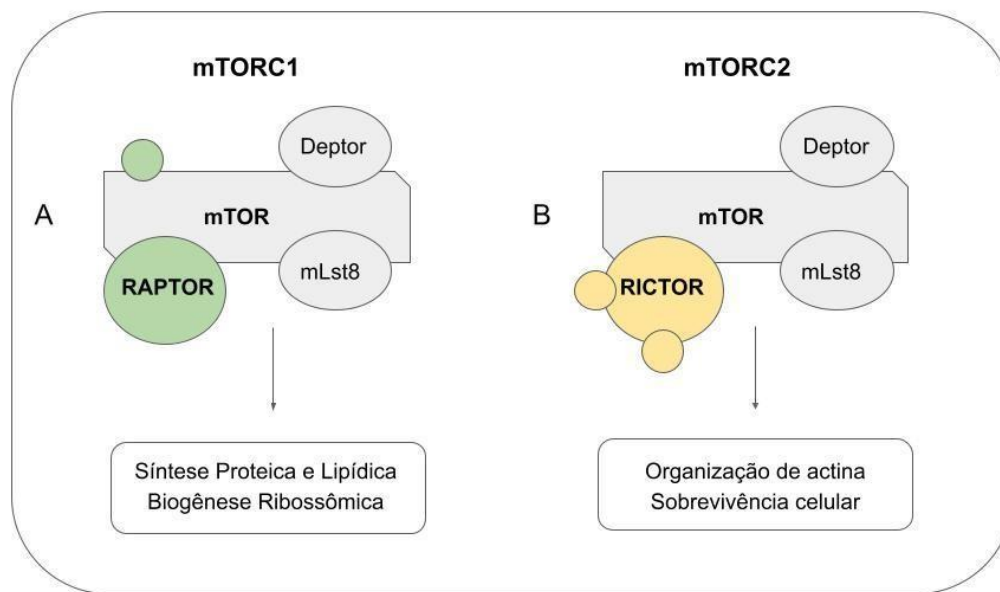 mTORC1
mTORC2
Deptor
A
mTOR
RAPTOR
mLst8
Deptor
B
mTOR
RICTOR
mLst8
Síntese Proteica e Lipídica
Biogênese Ribossômica
Organização de actina
Sobrevivência celular